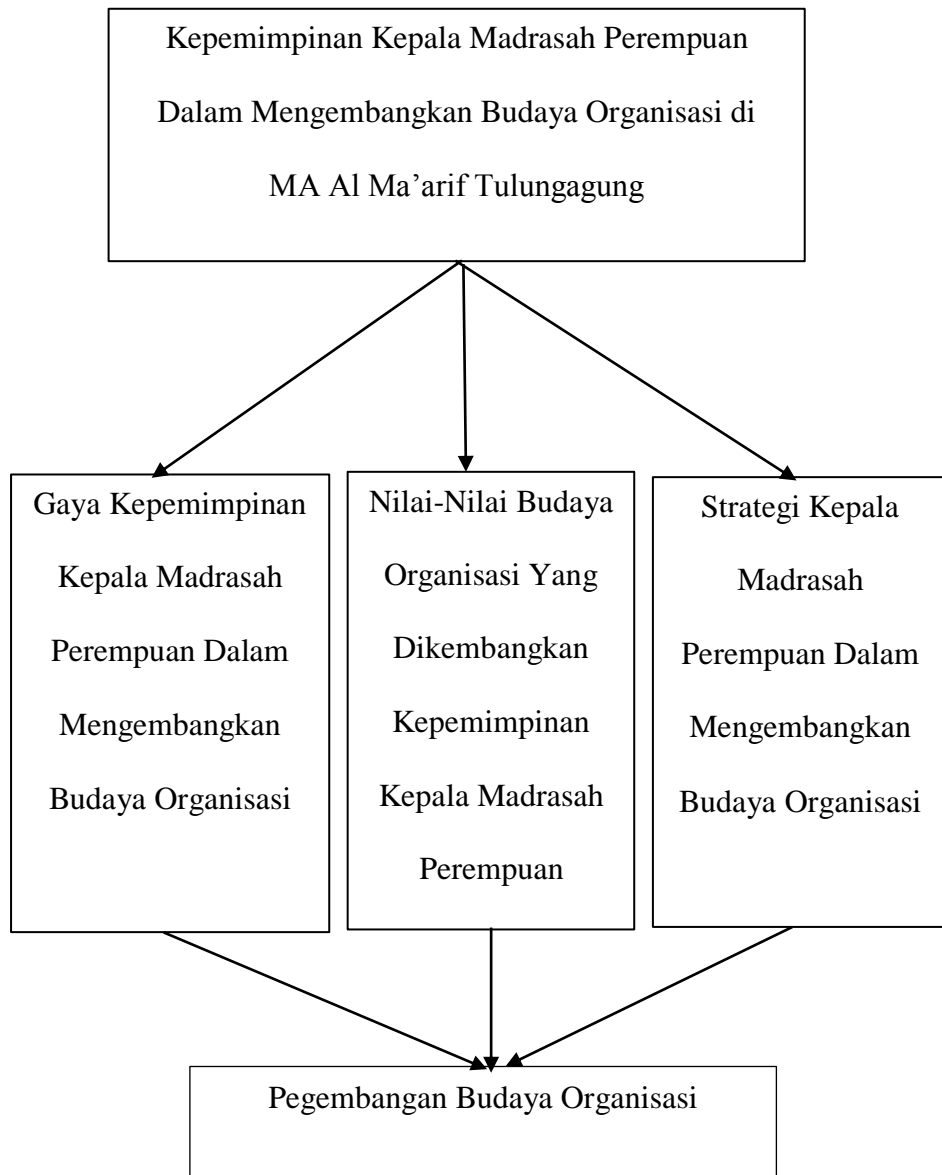 Kepemimpinan Kepala Madrasah Perempuan
Dalam Mengembangkan Budaya Organisasi di
MA Al Ma’arif Tulungagung
Gaya Kepemimpinan
Kepala Madrasah
Perempuan Dalam
Mengembangkan
Budaya Organisasi
Nilai-Nilai Budaya
Organisasi Yang
Dikembangkan
Kepemimpinan
Kepala Madrasah
Perempuan
Strategi Kepala
Madrasah
Perempuan Dalam
Mengembangkan
Budaya Organisasi
Pegembangan Budaya Organisasi